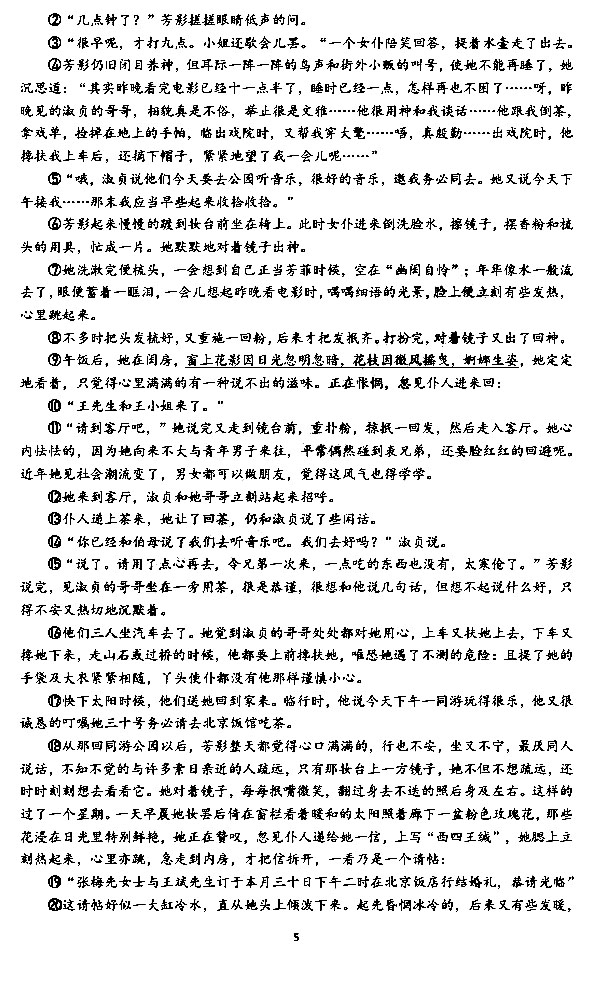 ②“几点钟了？”芳影搓搓眼睛低声的问。
③“很早呢，才打九点。小姐还歇会儿罢。“一个女仆陪笑回答，提着水壶走了出去。
④芳影仍旧闭目养神，但耳际一阵一阵的鸟声和街外小贩的叫号，使她不能再睡了，她
沉思道：“其实昨晚看完电影已经十一点半了，睡时已经一点，怎样再也不困了……呀，昨
晚见的淑贞的哥哥，相貌真是不俗，举止很是文雅……他很用神和我谈话……他跟我倒茶，
拿戏单，捡掉在地上的手帕，临出戏院时，又帮我穿大氅……唔，真殷勤……出戏院时，他
搀扶我上车后，还摘下帽子，紧紧地望了我一会儿呢……”
⑤“哦，淑贞说他们今天要去公园听音乐，很好的音乐，邀我务必同去。她又说今天下
午接我……那末我应当早些起来收拾收拾。”
⑥芳影起来慢慢的踱到妆台前坐在椅上。此时女仆进来倒洗脸水，擦镜子，摆香粉和梳
头的用具，忙成一片。她默默地对着镜子出神。
⑦她洗漱完便梳头，一会想到自己正当芳菲时候，空在“幽闺自怜”；年华像水一般流
去了，眼便蓄着一眶泪，一会儿想起昨晚看电影时，喁喁细语的光景，脸上便立刻有些发热，
心里跳起来。
⑧不多时把头发梳好，又重施一回粉，后来才把发抿齐。打扮完，对着镜子又出了回神。
⑨午饭后，她在闺房，窗上花影因日光忽明忽暗，花枝因微风摇曳，婀娜生姿，她定定
地看着，只觉得心里满满的有一种说不出的滋味。正在怅惘，忽见仆人进来回：
⑩“王先生和王小姐来了。”
⑪“请到客厅吧，”她说完又走到镜台前，重扑粉，掠抿一回发，然后走入客厅。她心
内怯怯的，因为她向来不大与青年男子来往，平常偶然碰到表兄弟，还要脸红红的回避呢。
近年她见社会潮流变了，男女都可以做朋友，觉得这风气也得学学。
⑫她来到客厅，淑贞和她哥哥立刻站起来招呼。
⑬仆人递上茶来，她让了回茶，仍和淑贞说了些闲话。
⑭“你已经和伯母说了我们去听音乐吧。我们去好吗？”淑贞说。
⑮“说了。请用了点心再去，令兄第一次来，一点吃的东西也没有，太寒伧了。”芳影
说完，见淑贞的哥哥坐在一旁用茶，很是恭谨，很想和他说几句话，但想不起说什么好，只
得不安又热切地沉默着。
⑯他们三人坐汽车去了。她觉到淑贞的哥哥处处都对她用心，上车又扶她上去，下车又
搀她下来，走山石或过桥的时候，他都要上前搀扶她，唯恐她遇了不测的危险：且提了她的
手袋及大衣紧紧相随，丫头使仆都没有他那样谨慎小心。
⑰快下太阳时候，他们送她回到家来。临行时，他说今天下午一同游玩得很乐，他又很
诚恳的叮嘱她三十号务必请去北京饭馆吃茶。
⑱从那回同游公园以后，芳影整天都觉得心口满满的，行也不安，坐又不宁，最厌同人
说话，不知不觉的与许多素日亲近的人疏远，只有那妆台上一方镜子，她不但不想疏远，还
时时刻刻想去看看它。她对着镜子，每每抿嘴微笑，翻过身去不迭的照后身及左右。这样的
过了一个星期。一天早晨她妆罢后倚在窗栏看着暖和的太阳照着廊下一盆粉色玫瑰花，那些
花浸在日光里特别鲜艳，她正在赞叹，忽见仆人递给她一信，上写“西四王缄”，她腮上立
刻热起来，心里亦跳，急走到内房，才把信拆开，一看乃是一个请帖：
⑲“张梅先女士与王斌先生订于本月三十日下午二时在北京饭店行结婚礼，恭请光临”
⑳这请帖好似一大缸冷水，直从她头上倾泼下来。起先昏惘冰冷的，后来又有些发暖，
5